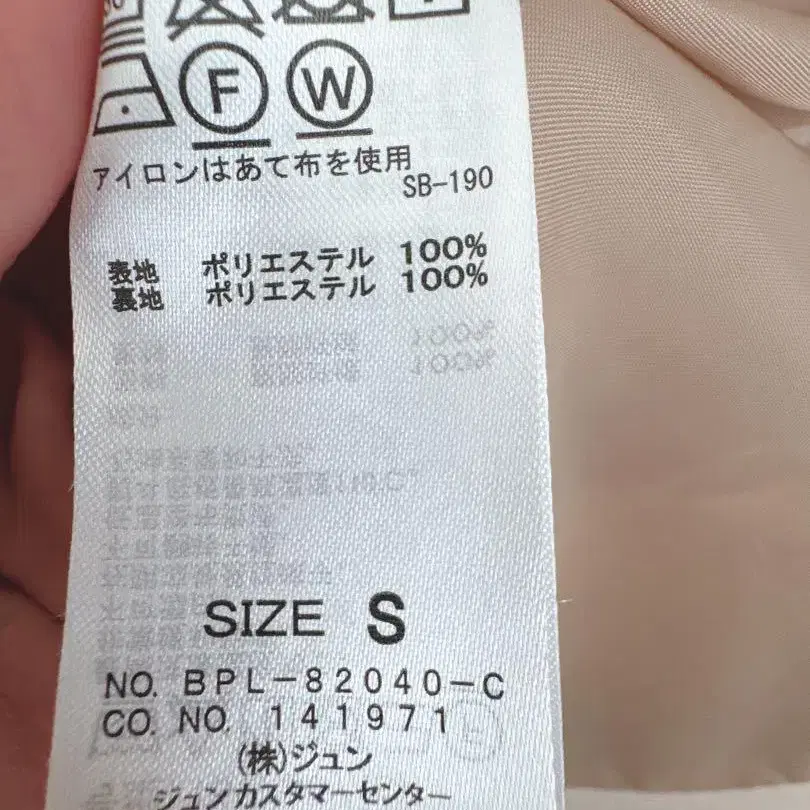 F W
アイロンはあて布を使用
SB-190
表地 ポリエステル 100%
裏地 ポリエステル 100%
SIZE S
NO. BPL-82040-C
CO. NO. 141971
(株)ジュン
ジュンカスタマーセンター